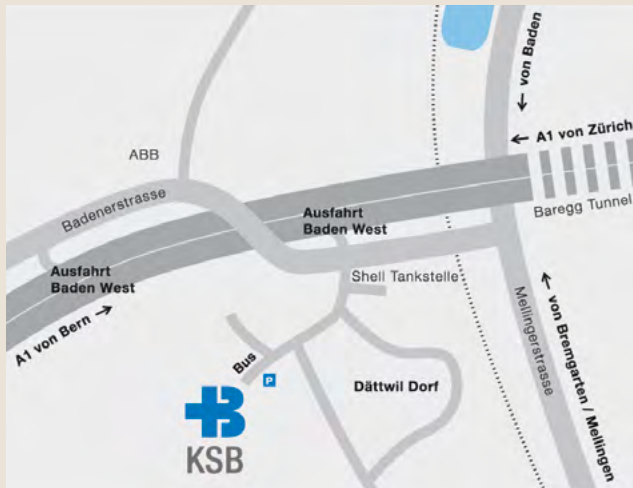 von Baden
A1 von Zürich
ABB
Badenerstrasse
Ausfahrt
Baden West
Baregg Tunnel
Ausfahrt
Baden West
Shell Tankstelle
A1 von Bern
Mellingerstrasse
von Bremgarten / Mellingen
Bus
P
Dättwil Dorf
KSB